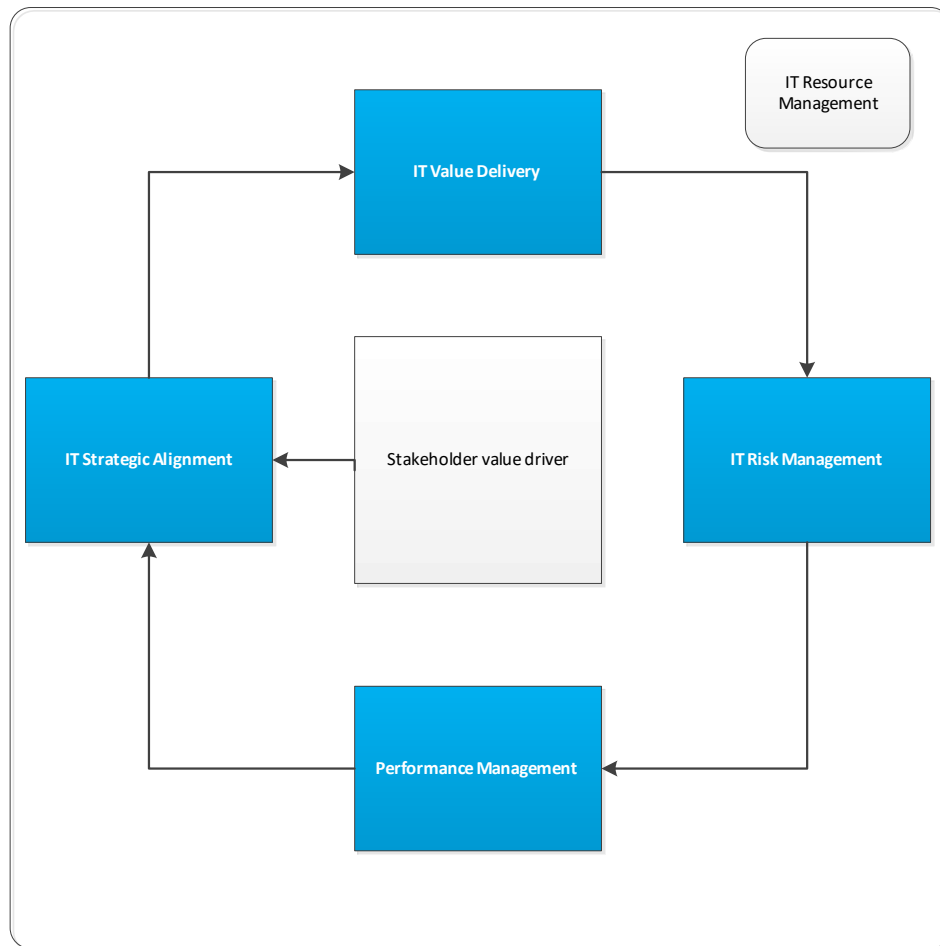 IT Resource
Management
IT Value Delivery
IT Strategic Alignment
Stakeholder value driver
IT Risk Management
Performance Management